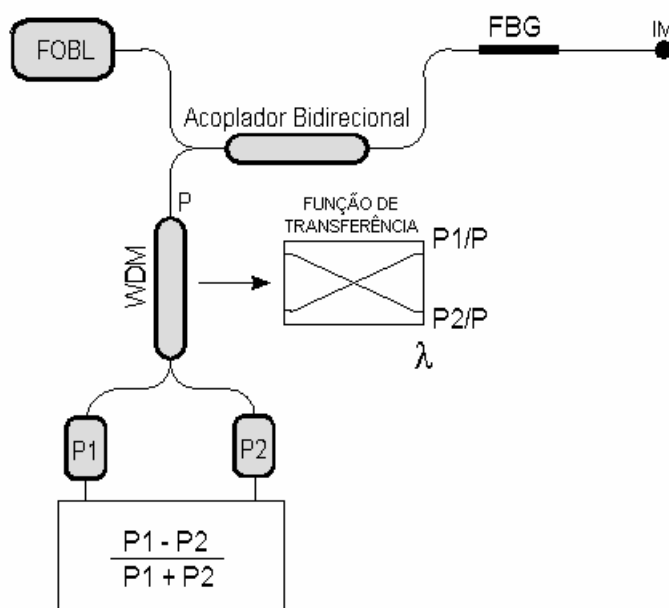 FOBL
FBG
IM
Acoplador Bidirecional
P
WDM
FUNÇÃO DE
TRANSFERÊNCIA
P1/P
P2/P
λ
P1
P2
P1 - P2
P1 + P2